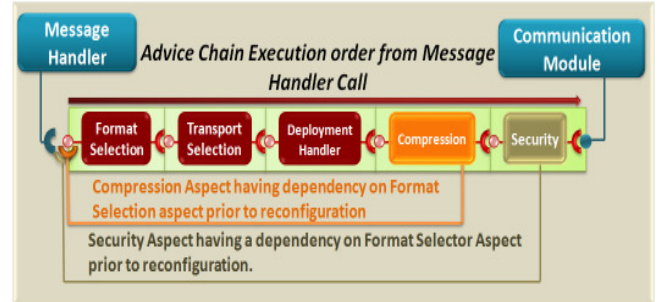 Message
Handler
Advice Chain Execution order from Message
Handler Call
Communication
Module
Format
Selection
Transport
Selection
Deployment
Handler
Compression
Security
Compression Aspect having dependency on Format
Selection aspect prior to reconfiguration
Security Aspect having a dependency on Format Selector Aspect
prior to reconfiguration.